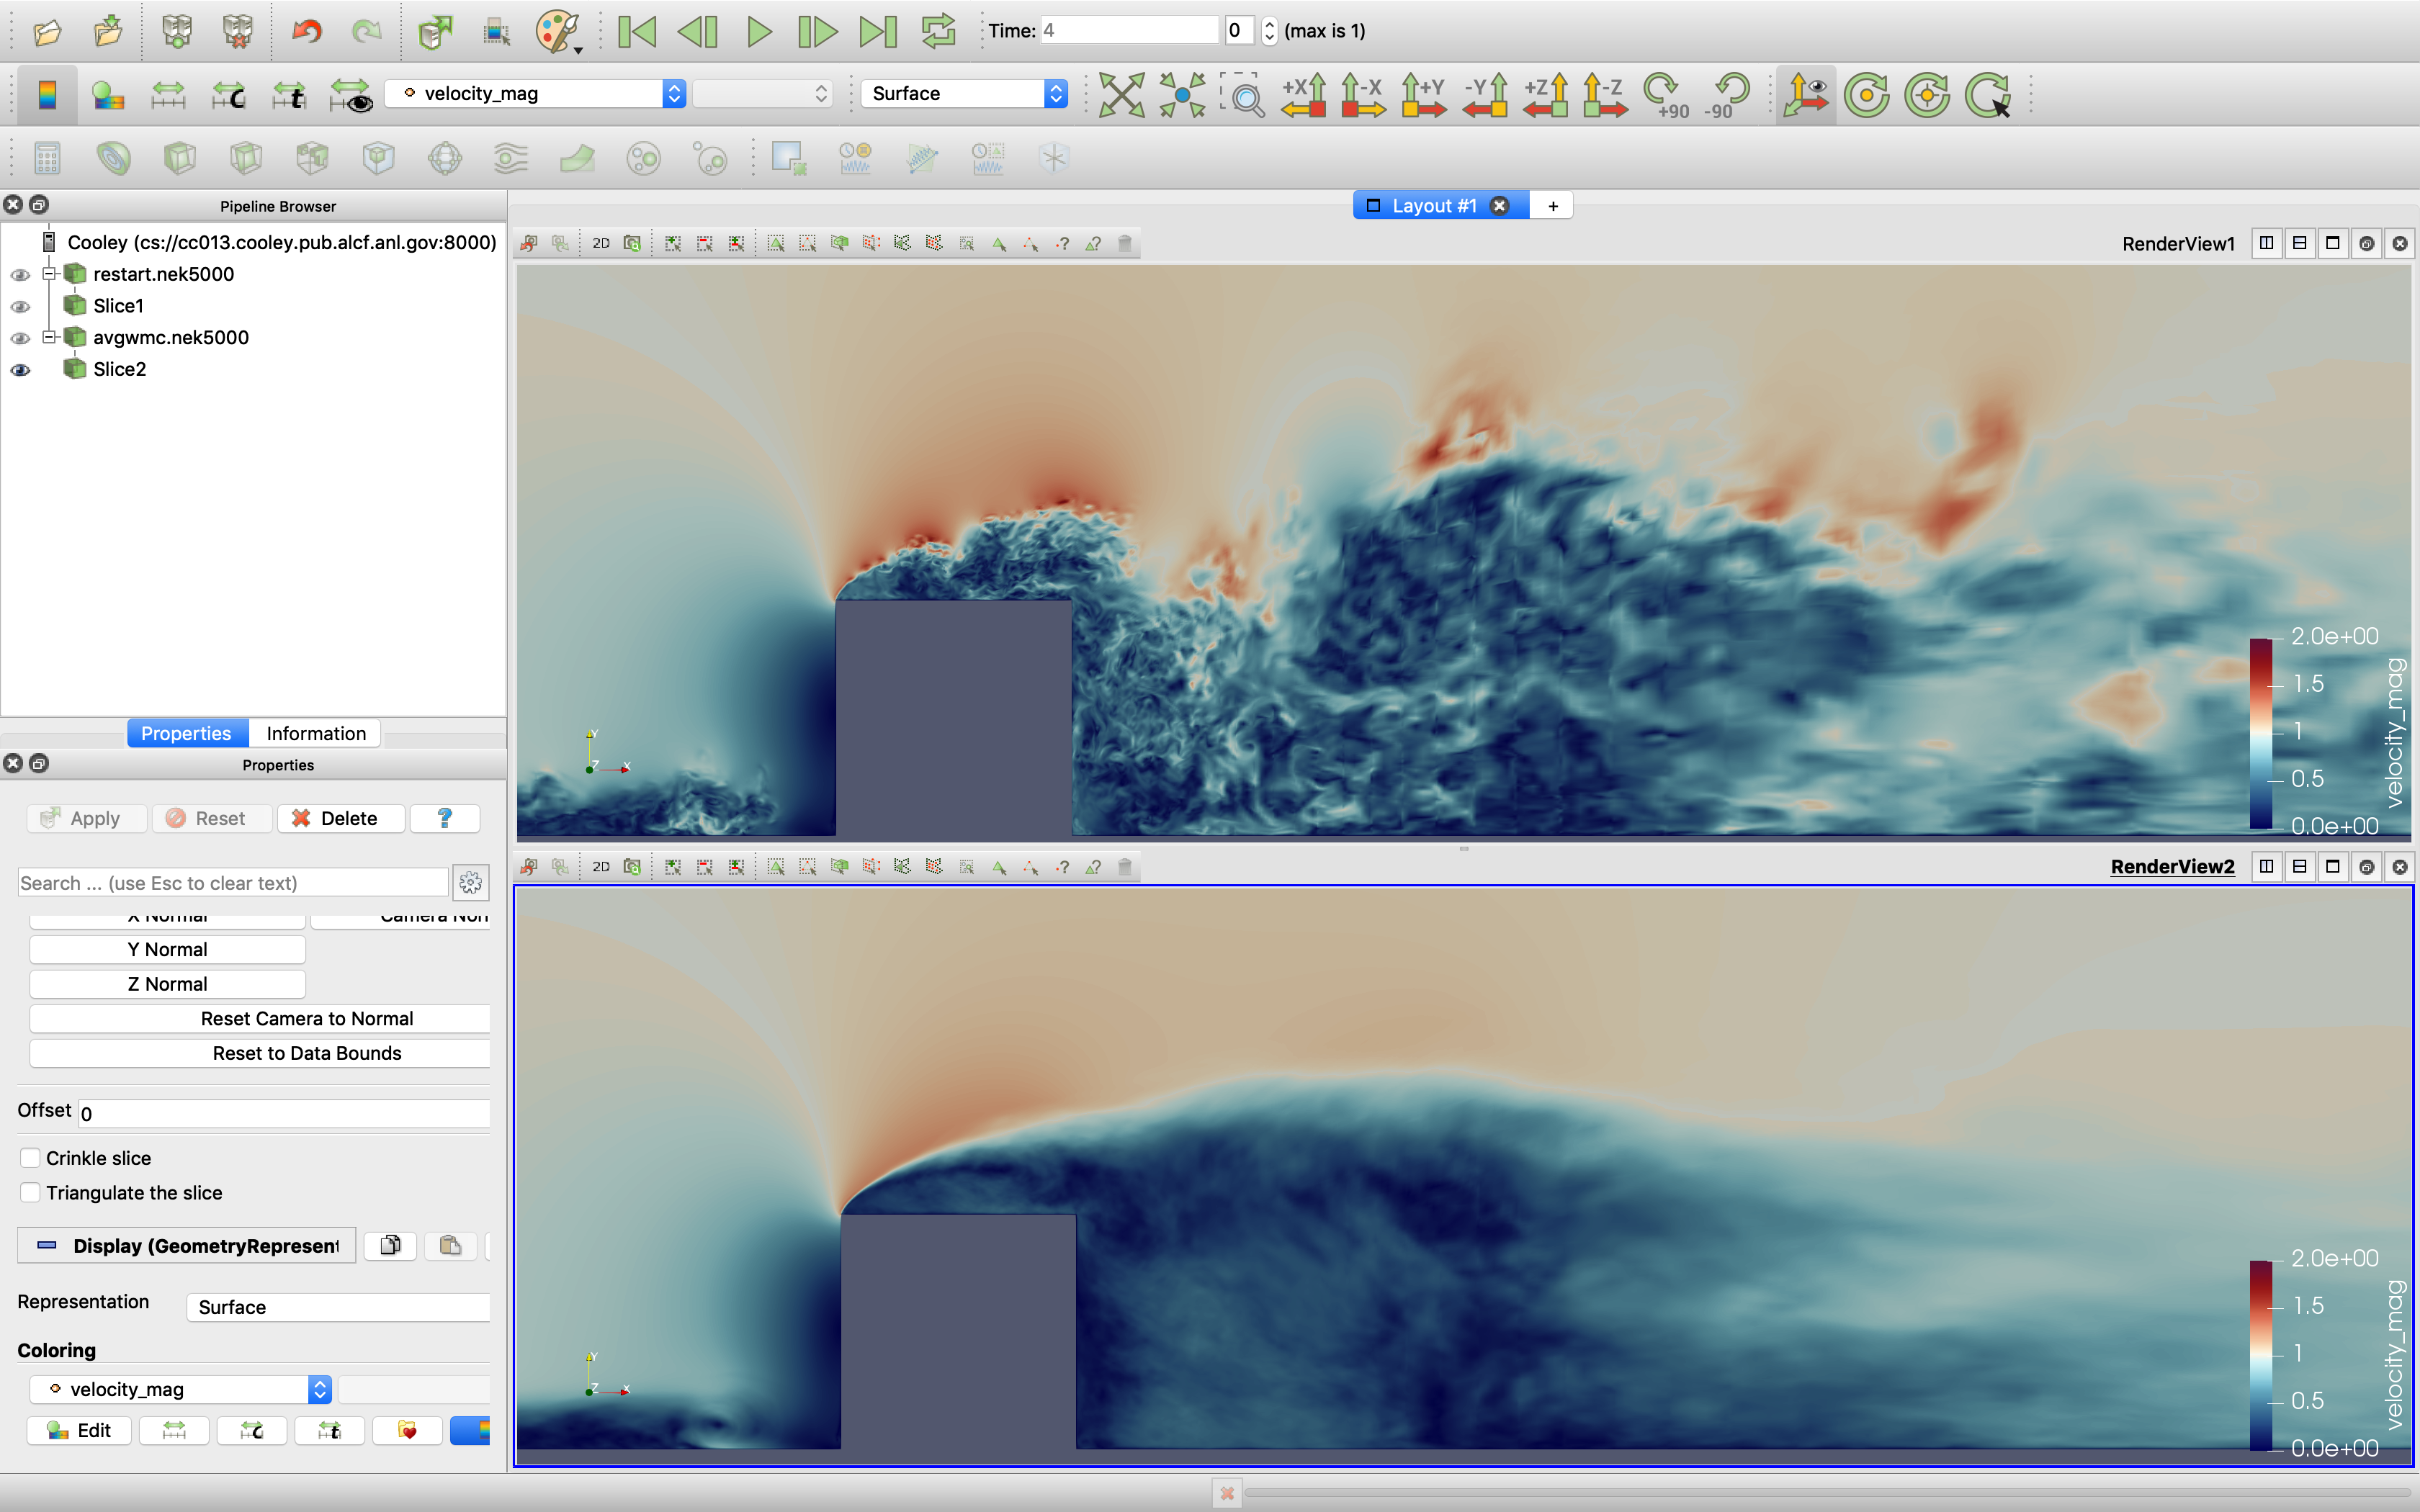 Time: 4 0 (max is 1)
velocity_mag Surface +X -X +Y -Y +Z -Z +90 -90
Pipeline Browser
Layout #1 +
Cooley (cs://cc013.cooley.pub.alcf.anl.gov:8000)
restart.nek5000
Slice1
avgwmc.nek5000
Slice2
Properties Information
Properties
Apply Reset Delete ?
Search ... (use Esc to clear text)
X Normal Camera Nor
Y Normal
Z Normal
Reset Camera to Normal
Reset to Data Bounds
Offset 0
Crinkle slice
Triangulate the slice
Display (GeometryRepresent
Representation Surface
Coloring
velocity_mag
Edit
2D RenderView1
2.0e+00
1.5
1
0.5
0.0e+00
velocity_mag
Y
Z X
2D RenderView2
2.0e+00
1.5
1
0.5
0.0e+00
velocity_mag
Y
Z X